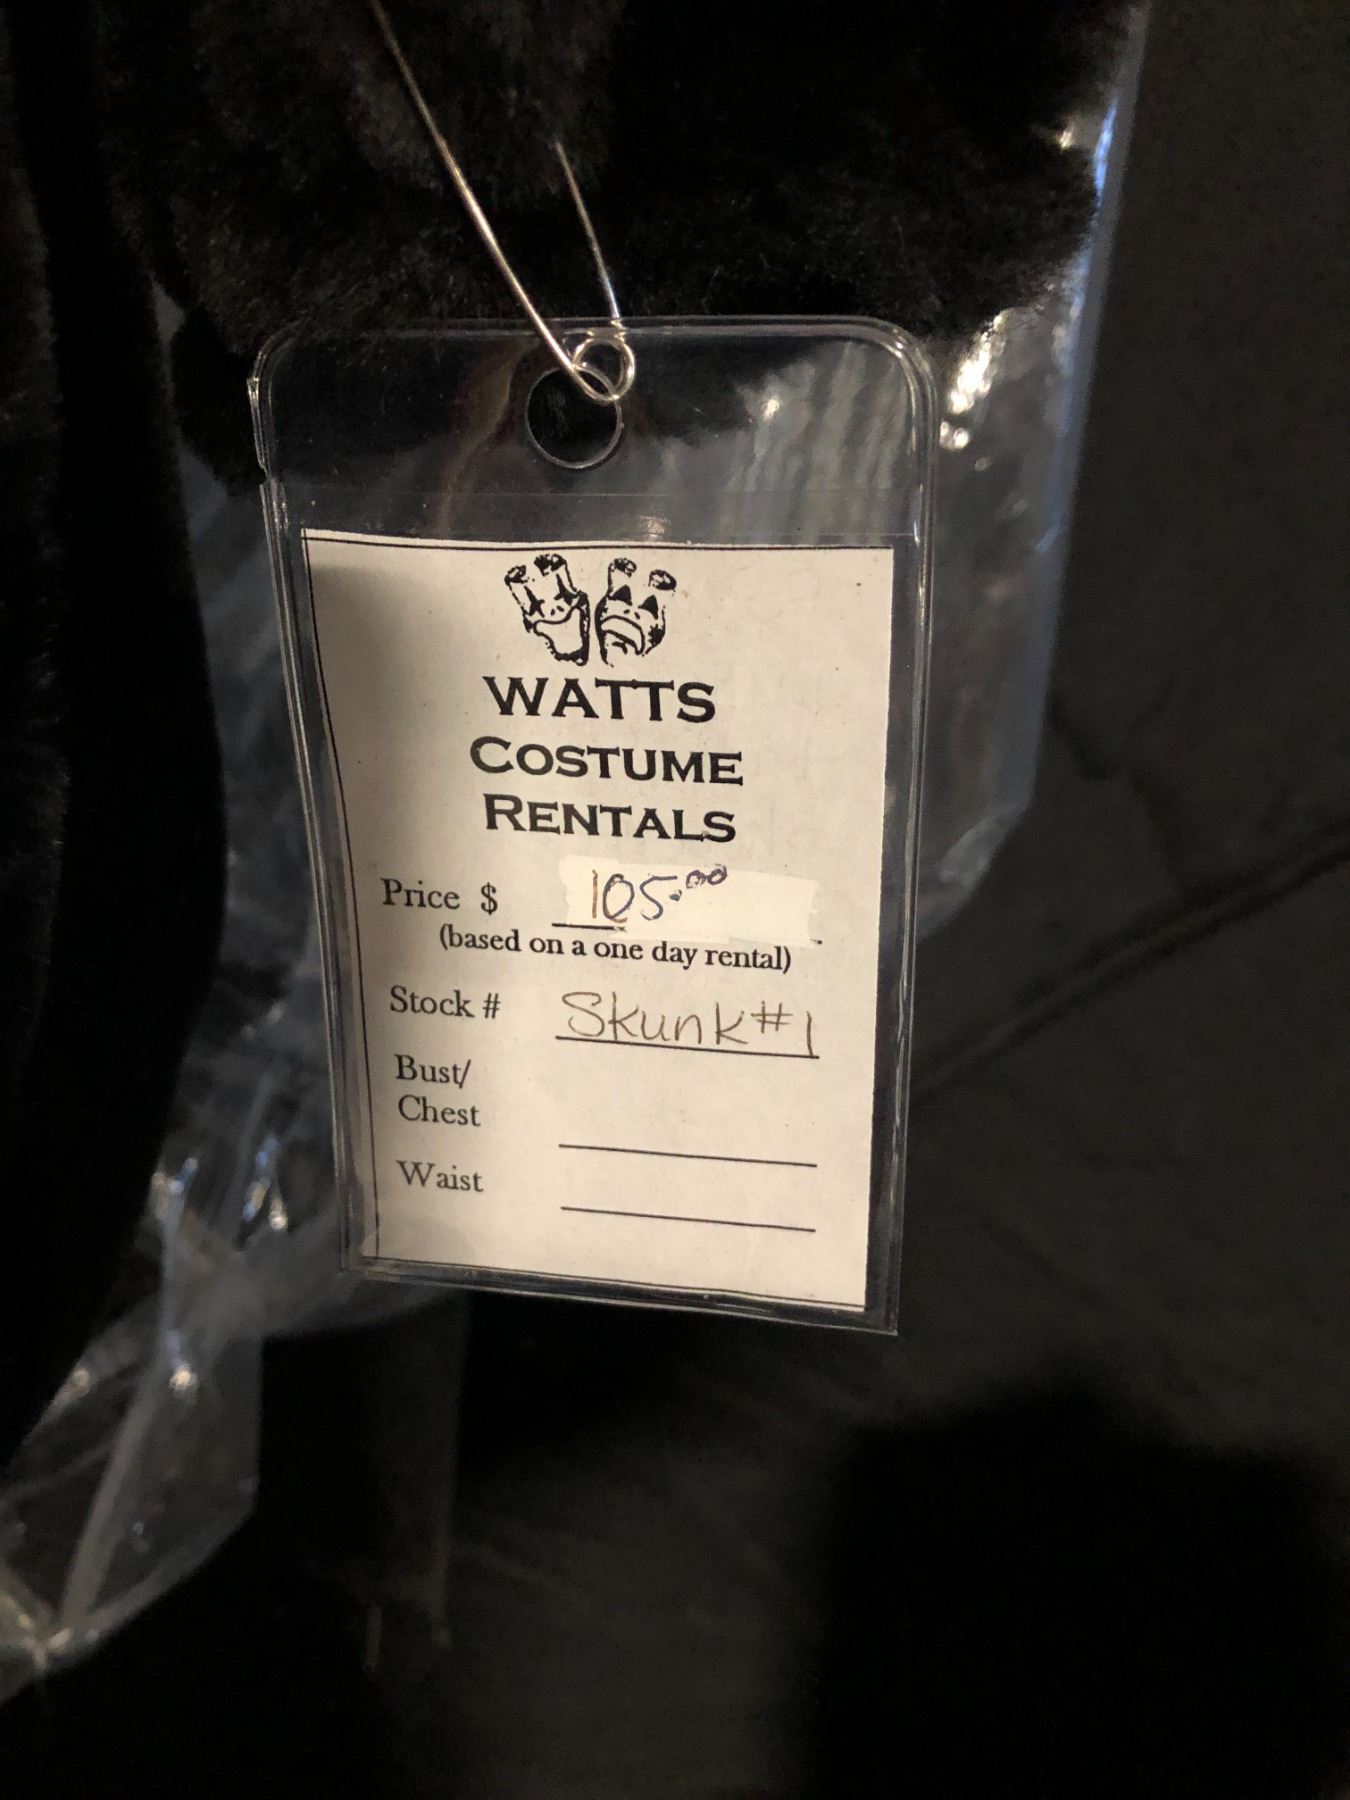 WATTS
COSTUME
RENTALS
Price $ 105.00
(based on a one day rental)
Stock # Skunk #1
Bust/
Chest
Waist